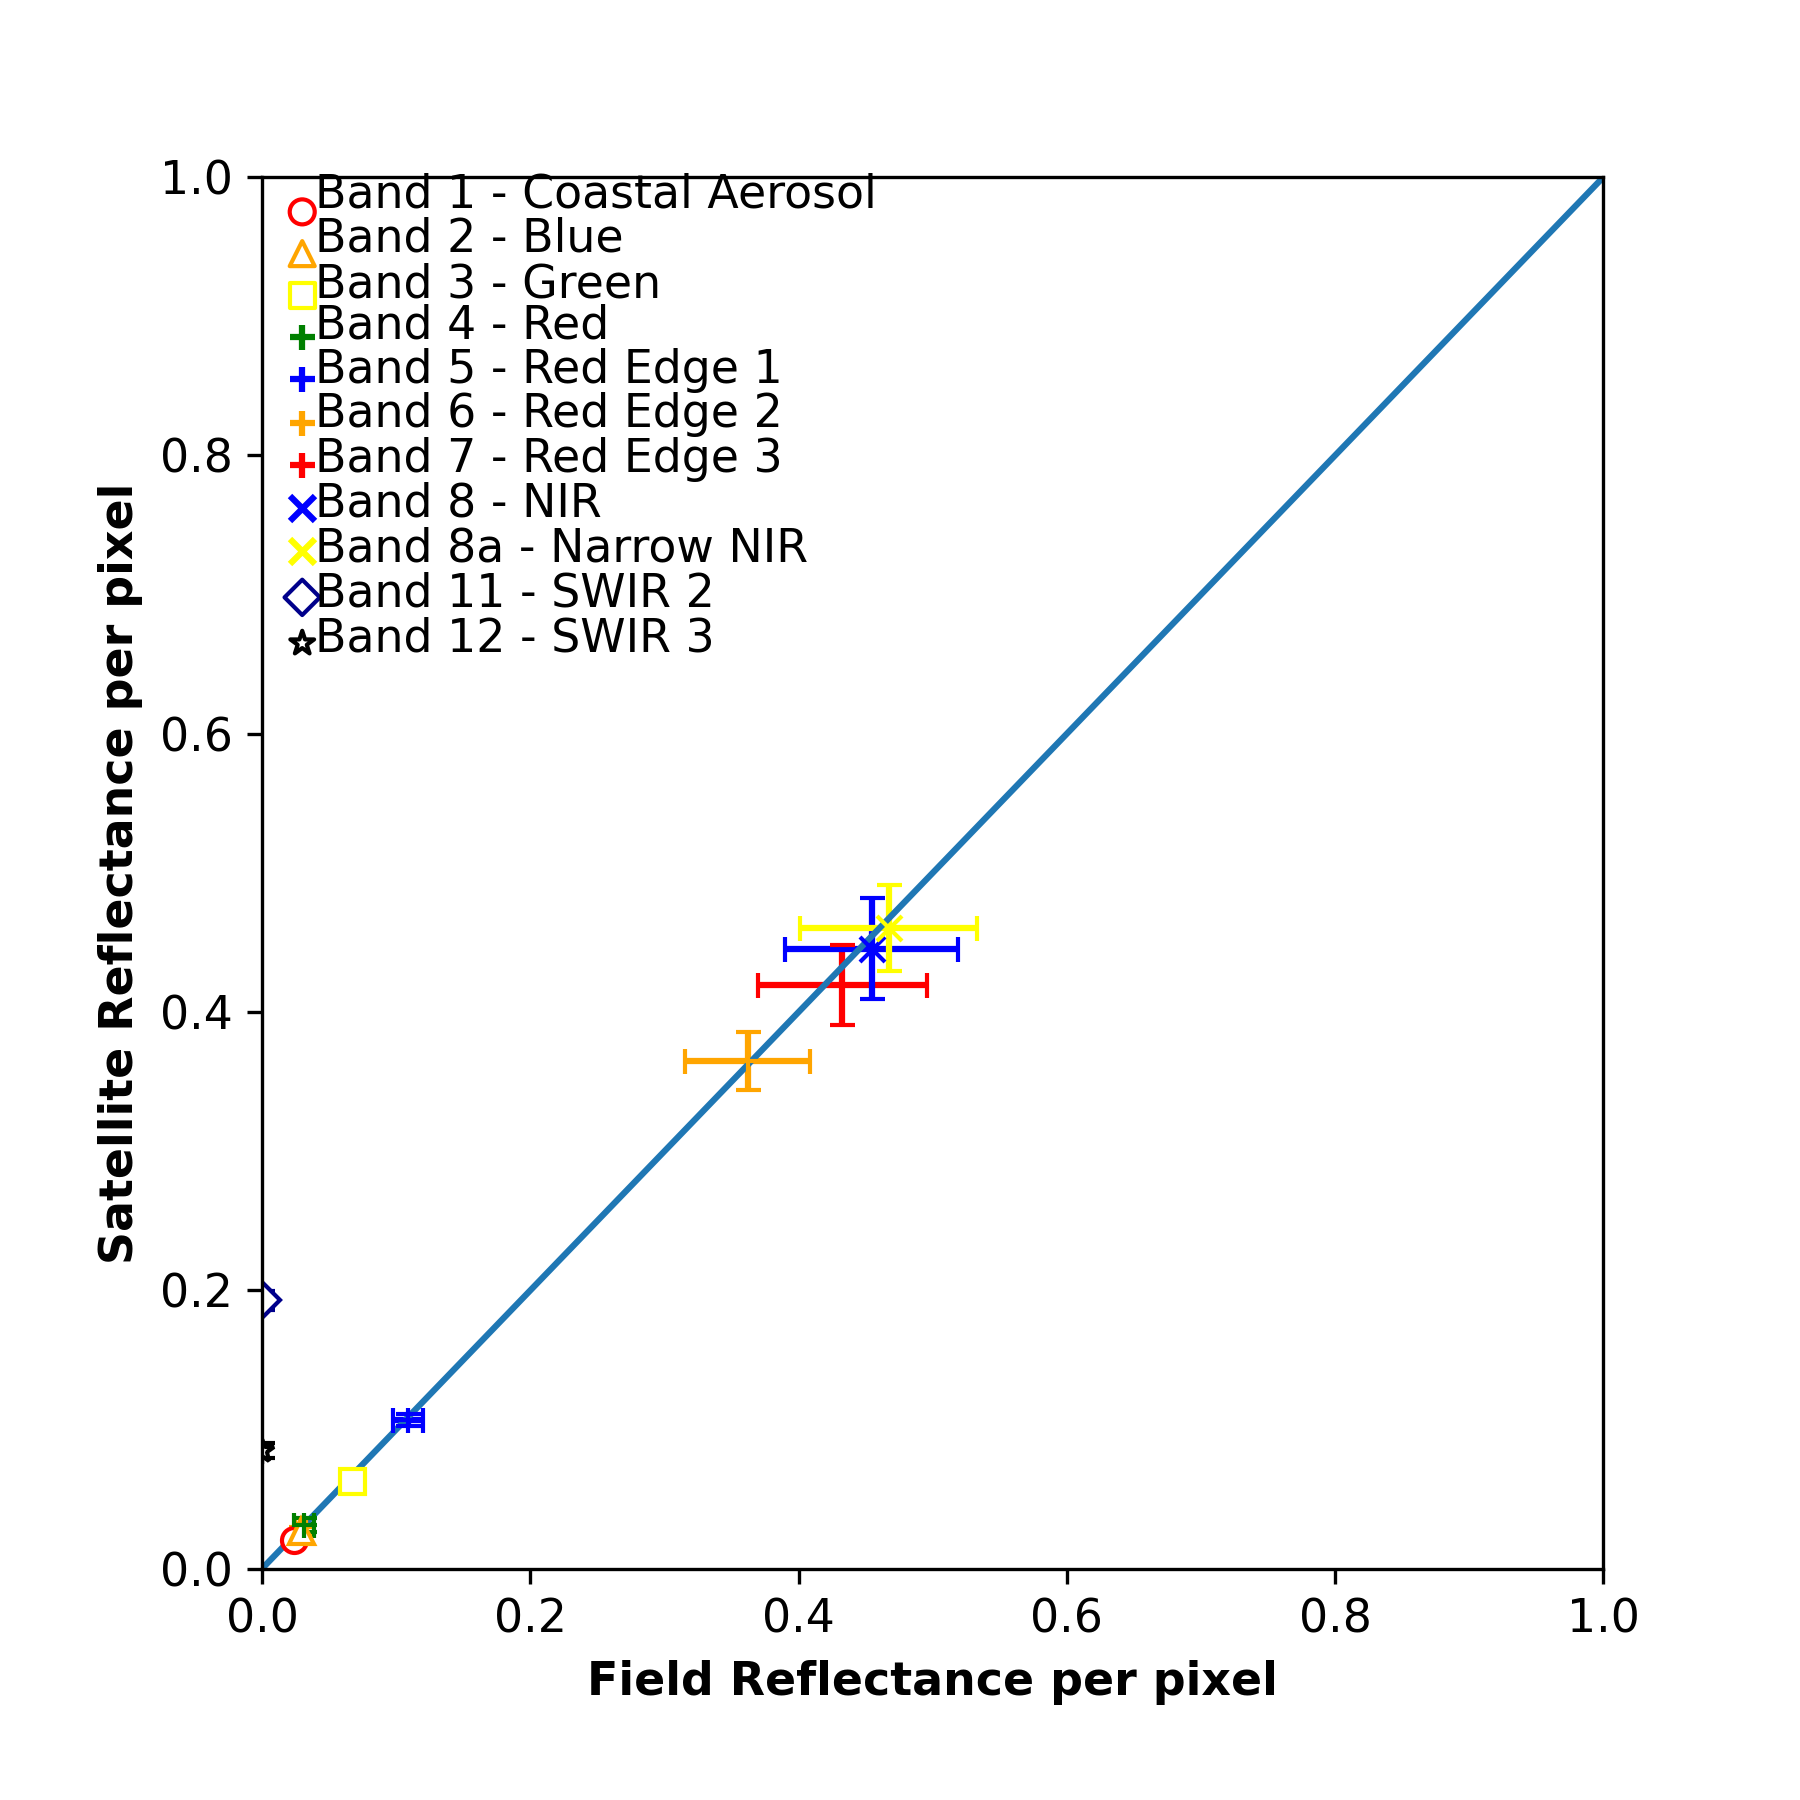 1.0
Band 1 - Coastal Aerosol
Band 2 - Blue
Band 3 - Green
Band 4 - Red
Band 5 - Red Edge 1
Band 6 - Red Edge 2
0.8
Band 7 - Red Edge 3
Band 8 - NIR
Band 8a - Narrow NIR
Band 11 - SWIR 2
Band 12 - SWIR 3
0.6
0.4
0.2
0.0
Satellite Reflectance per pixel
0.0 0.2 0.4 0.6 0.8 1.0
Field Reflectance per pixel